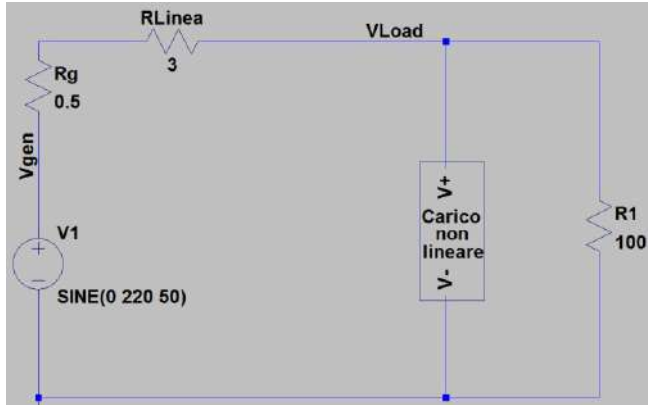 RLinea
3
VLoad
Rg
0.5
Vgen
V+
Carico
non
lineare
V-
R1
100
V1
SINE(0 220 50)